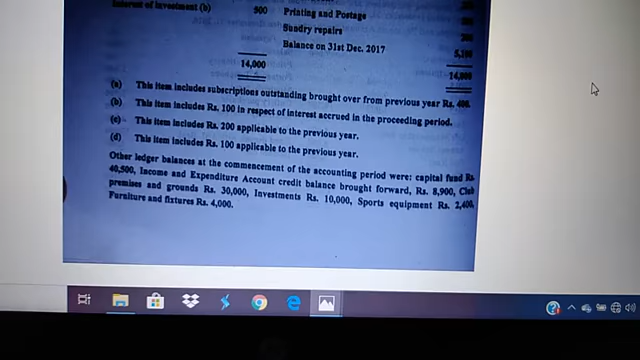 Interest of Investment (b) 500 Printing and Postage
Sundry repairs
Balance on 31st Dec. 2017
14,000 14,000
(a) This item includes subscriptions outstanding brought over from previous year Rs. 400.
(b) This item includes Rs. 100 in respect of interest accrued in the proceeding period.
(c) This item includes Rs. 200 applicable to the previous year.
(d) This item includes Rs. 100 applicable to the previous year.
Other ledger balances at the commencement of the accounting period were: capital fund Rs.
40,500, Income and Expenditure Account credit balance brought forward, Rs. 8,900, Club
premises and grounds Rs. 30,000, Investments Rs. 10,000, Sports equipment Rs. 2,400,
Furniture and fixtures Rs. 4,000.